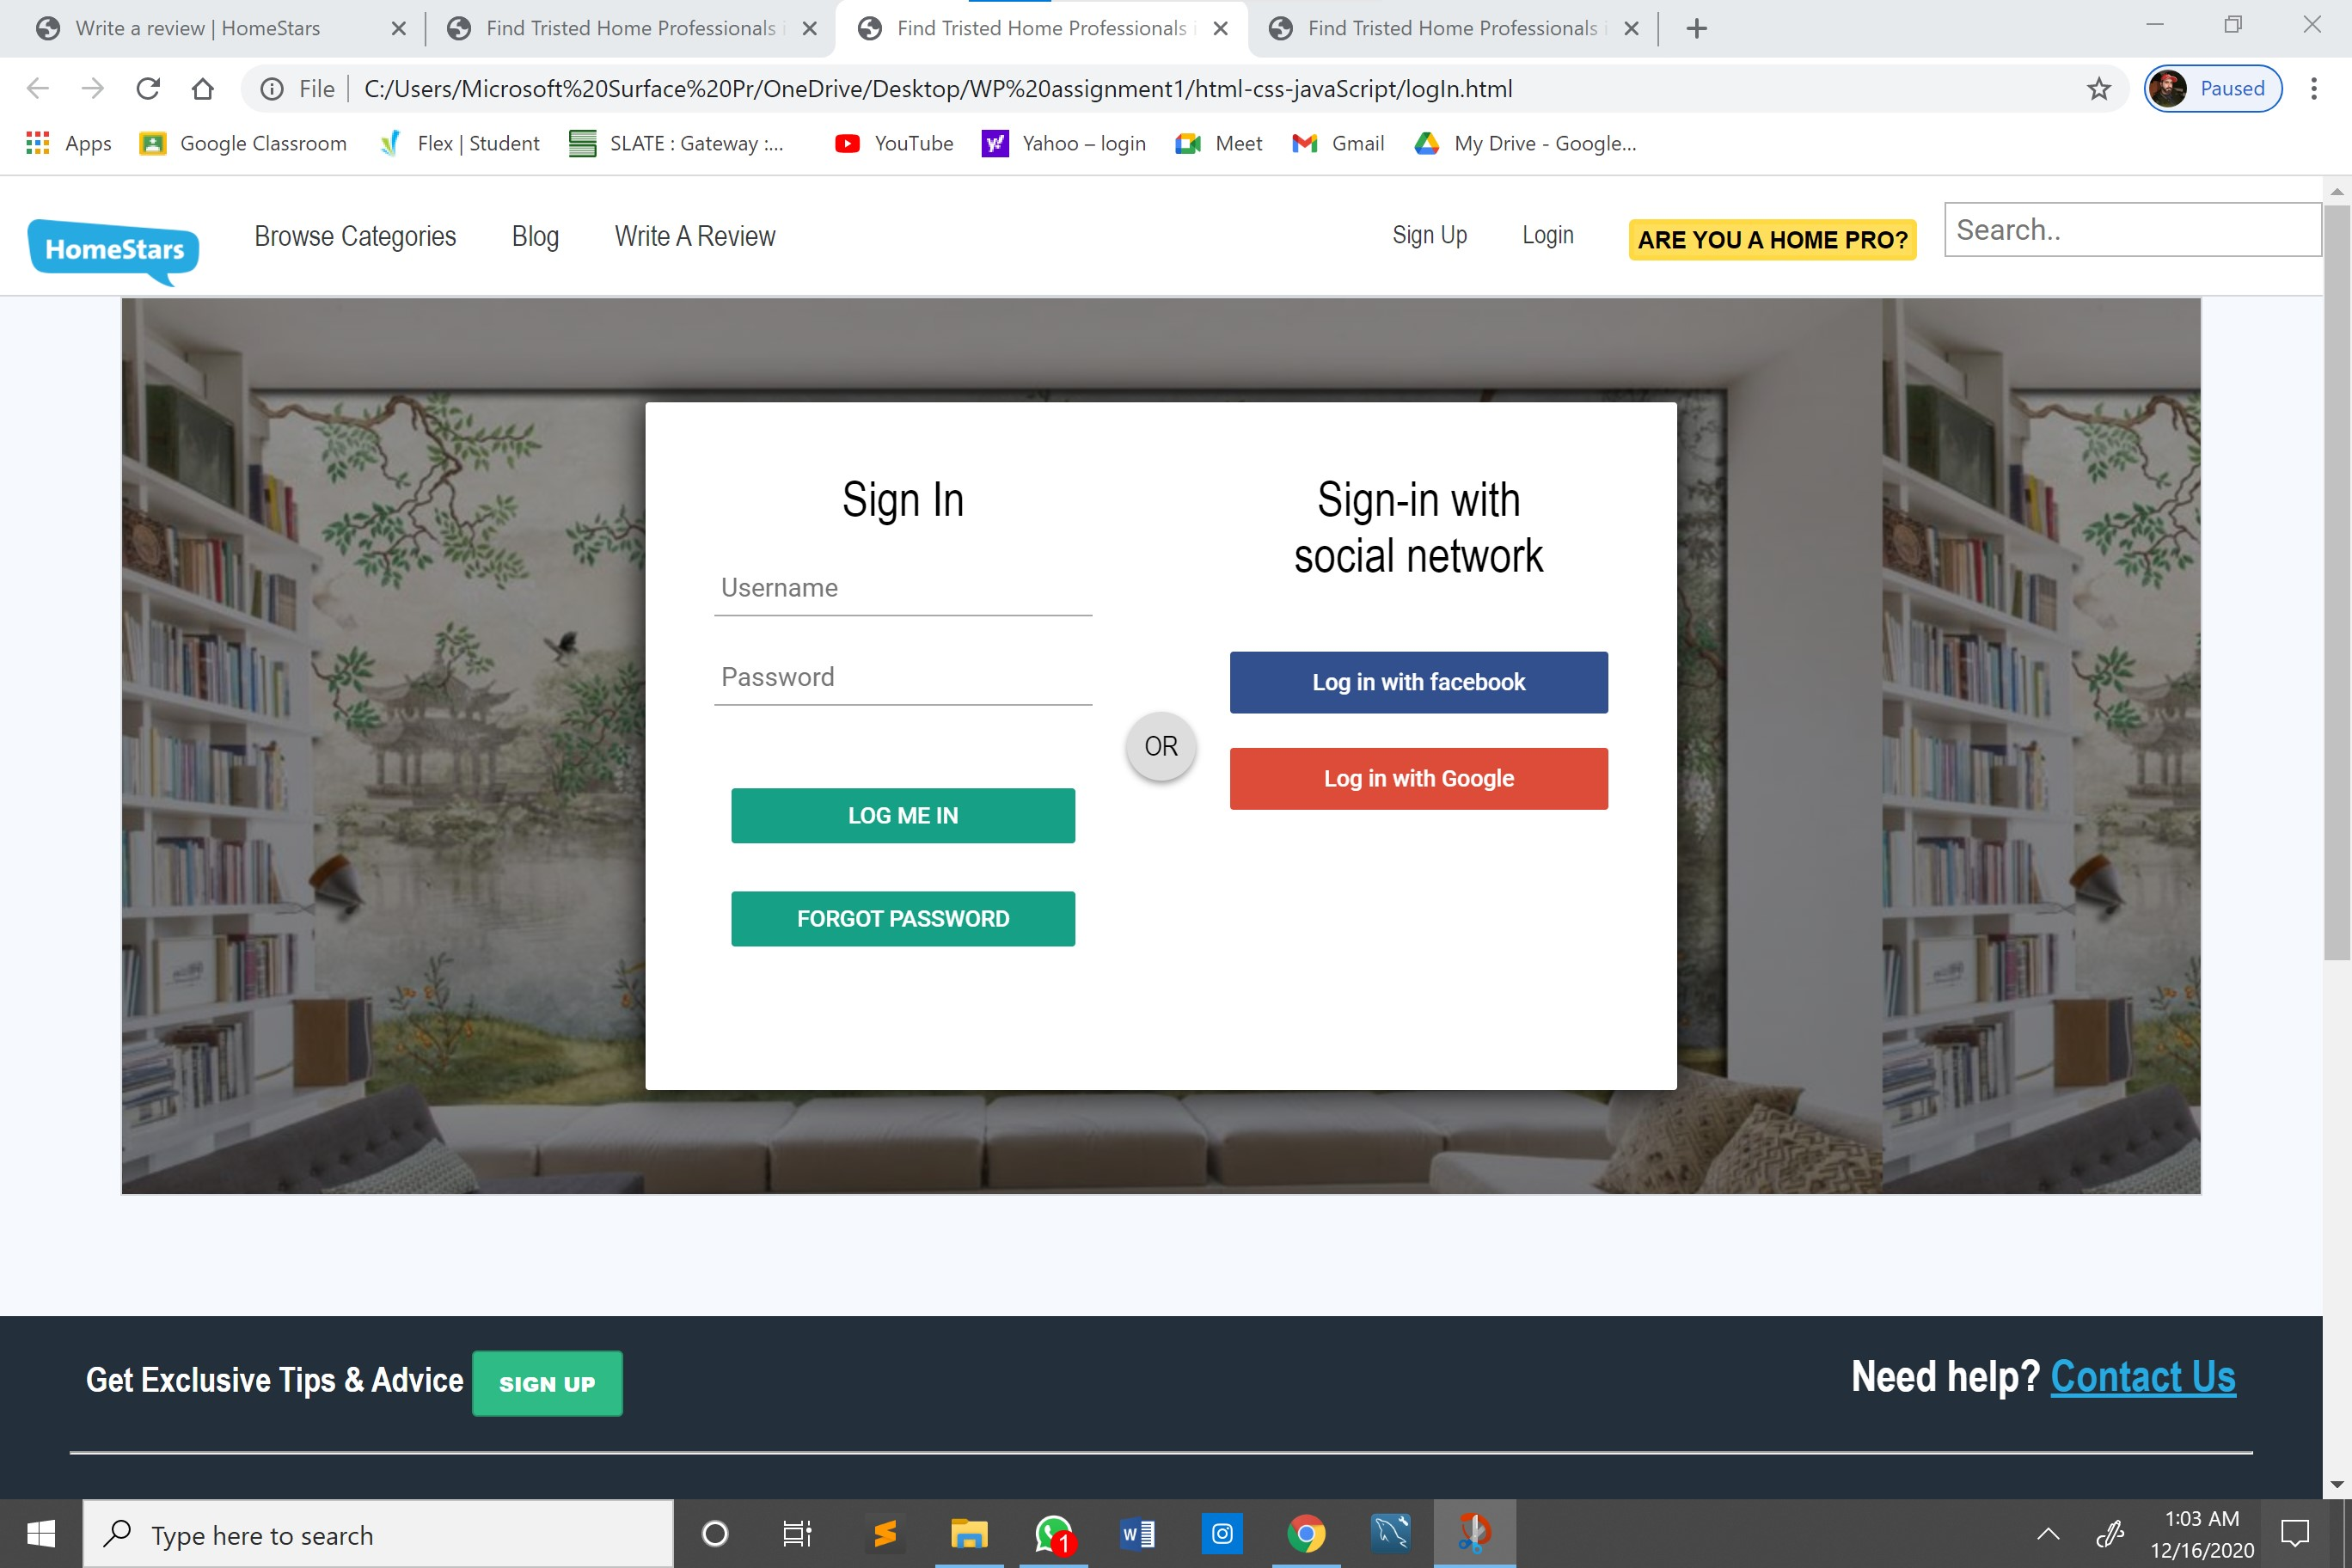 Write a review | HomeStars
Find Tristed Home Professionals i
Find Tristed Home Professionals i
Find Tristed Home Professionals i
File
C:/Users/Microsoft%20Surface%20Pr/OneDrive/Desktop/WP%20assignment1/html-css-javaScript/logIn.html
Paused
Apps
Google Classroom
Flex | Student
SLATE : Gateway :...
YouTube
Yahoo – login
Meet
Gmail
My Drive - Google...
HomeStars
Browse Categories
Blog
Write A Review
Sign Up
Login
ARE YOU A HOME PRO?
Search..
Sign In
Username
Password
LOG ME IN
FORGOT PASSWORD
OR
Sign-in with
social network
Log in with facebook
Log in with Google
Get Exclusive Tips & Advice
SIGN UP
Need help? Contact Us
Type here to search
1
1:03 AM
12/16/2020